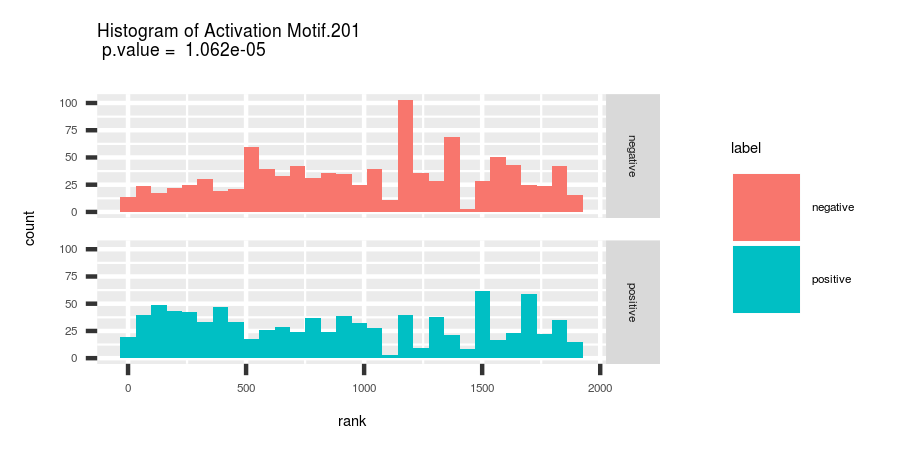 Histogram of Activation Motif.201
p.value = 1.062e-05
count
100
75
50
25
0
negative
100
75
50
25
0
positive
0 500 1000 1500 2000
rank
label
negative
positive